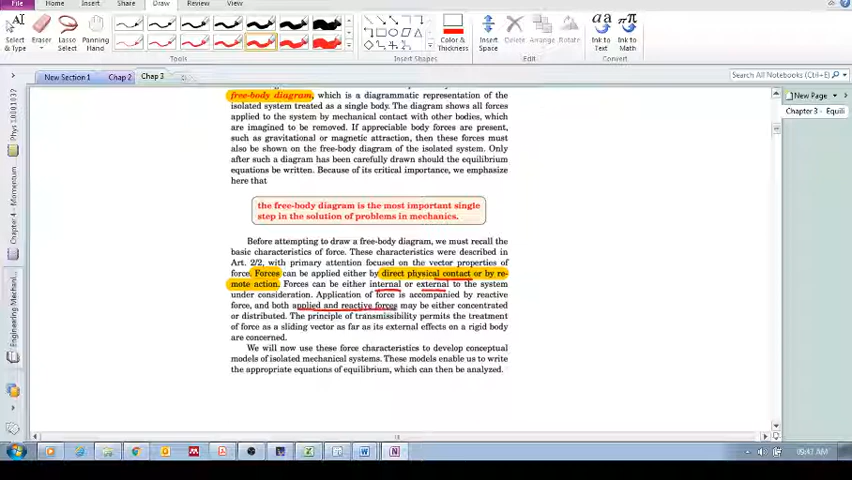 File Home Insert Share Draw Review View
Select & Type
Eraser
Lasso Select
Panning Hand
Tools
Shapes
Color & Thickness
Insert Space
Delete
Arrange
Rotate
Edit
Ink to Text
Ink to Math
Convert
New Section 1 Chap 2 Chap 3
Search All Notebooks (Ctrl+E)
New Page
Chapter 3 - Equili
Chapter: 4 - Momentum
Engineering Mechani
free-body diagram, which is a diagrammatic representation of the
isolated system treated as a single body. The diagram shows all forces
applied to the system by mechanical contact with other bodies, which
are imagined to be removed. If appreciable body forces are present,
such as gravitational or magnetic attraction, then these forces must
also be shown on the free-body diagram of the isolated system. Only
after such a diagram has been carefully drawn should the equilibrium
equations be written. Because of its critical importance, we emphasize
here that
the free-body diagram is the most important single
step in the solution of problems in mechanics.
Before attempting to draw a free-body diagram, we must recall the
basic characteristics of force. These characteristics were described in
Art. 2/2, with primary attention focused on the vector properties of
force. Forces can be applied either by direct physical contact or by re-
mote action. Forces can be either internal or external to the system
under consideration. Application of force is accompanied by reactive
force, and both applied and reactive forces may be either concentrated
or distributed. The principle of transmissibility permits the treatment
of force as a sliding vector as far as its external effects on a rigid body
are concerned.
We will now use these force characteristics to develop conceptual
models of isolated mechanical systems. These models enable us to write
the appropriate equations of equilibrium, which can then be analyzed.
09:47 AM